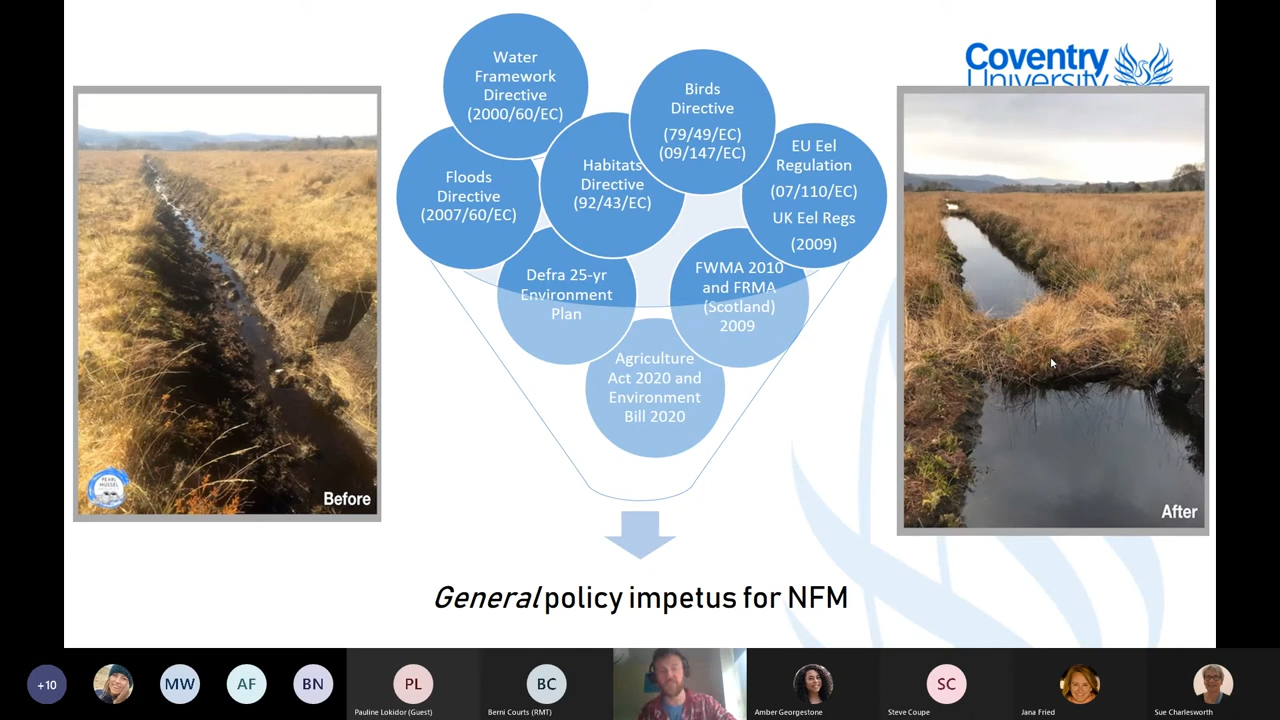 Water
Framework
Directive
(2000/60/EC)
Birds
Directive
(79/49/EC)
(09/147/EC)
Coventry
University
Floods
Directive
(2007/60/EC)
Habitats
Directive
(92/43/EC)
EU Eel
Regulation
(07/110/EC)
UK Eel Regs
(2009)
Defra 25-yr
Environment
Plan
FWMA 2010
and FRMA
(Scotland)
2009
Agriculture
Act 2020 and
Environment
Bill 2020
PEARL
MUSSEL
Before
After
General policy impetus for NFM
+10
MW
AF
BN
PL
Pauline Lokidor (Guest)
BC
Berni Courts (RMT)
Amber Georgestone
SC
Steve Coupe
Jana Fried
Sue Charlesworth